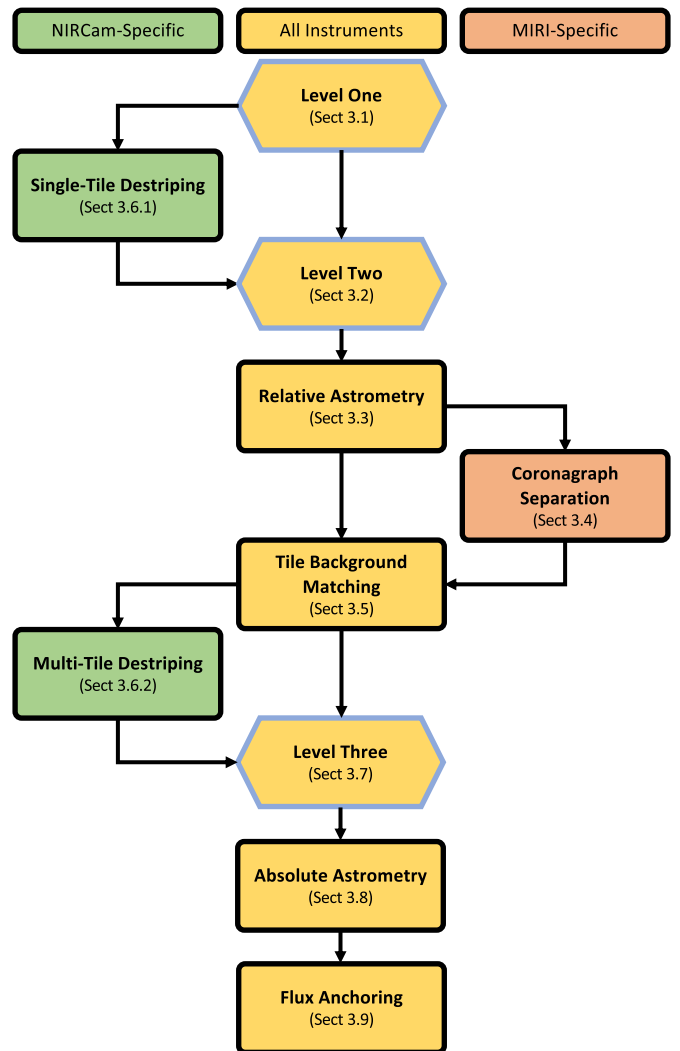 NIRCam-Specific
All Instruments
MIRI-Specific
Level One
(Sect 3.1)
Single-Tile Destriping
(Sect 3.6.1)
Level Two
(Sect 3.2)
Relative Astrometry
(Sect 3.3)
Coronagraph
Separation
(Sect 3.4)
Tile Background
Matching
(Sect 3.5)
Multi-Tile Destriping
(Sect 3.6.2)
Level Three
(Sect 3.7)
Absolute Astrometry
(Sect 3.8)
Flux Anchoring
(Sect 3.9)